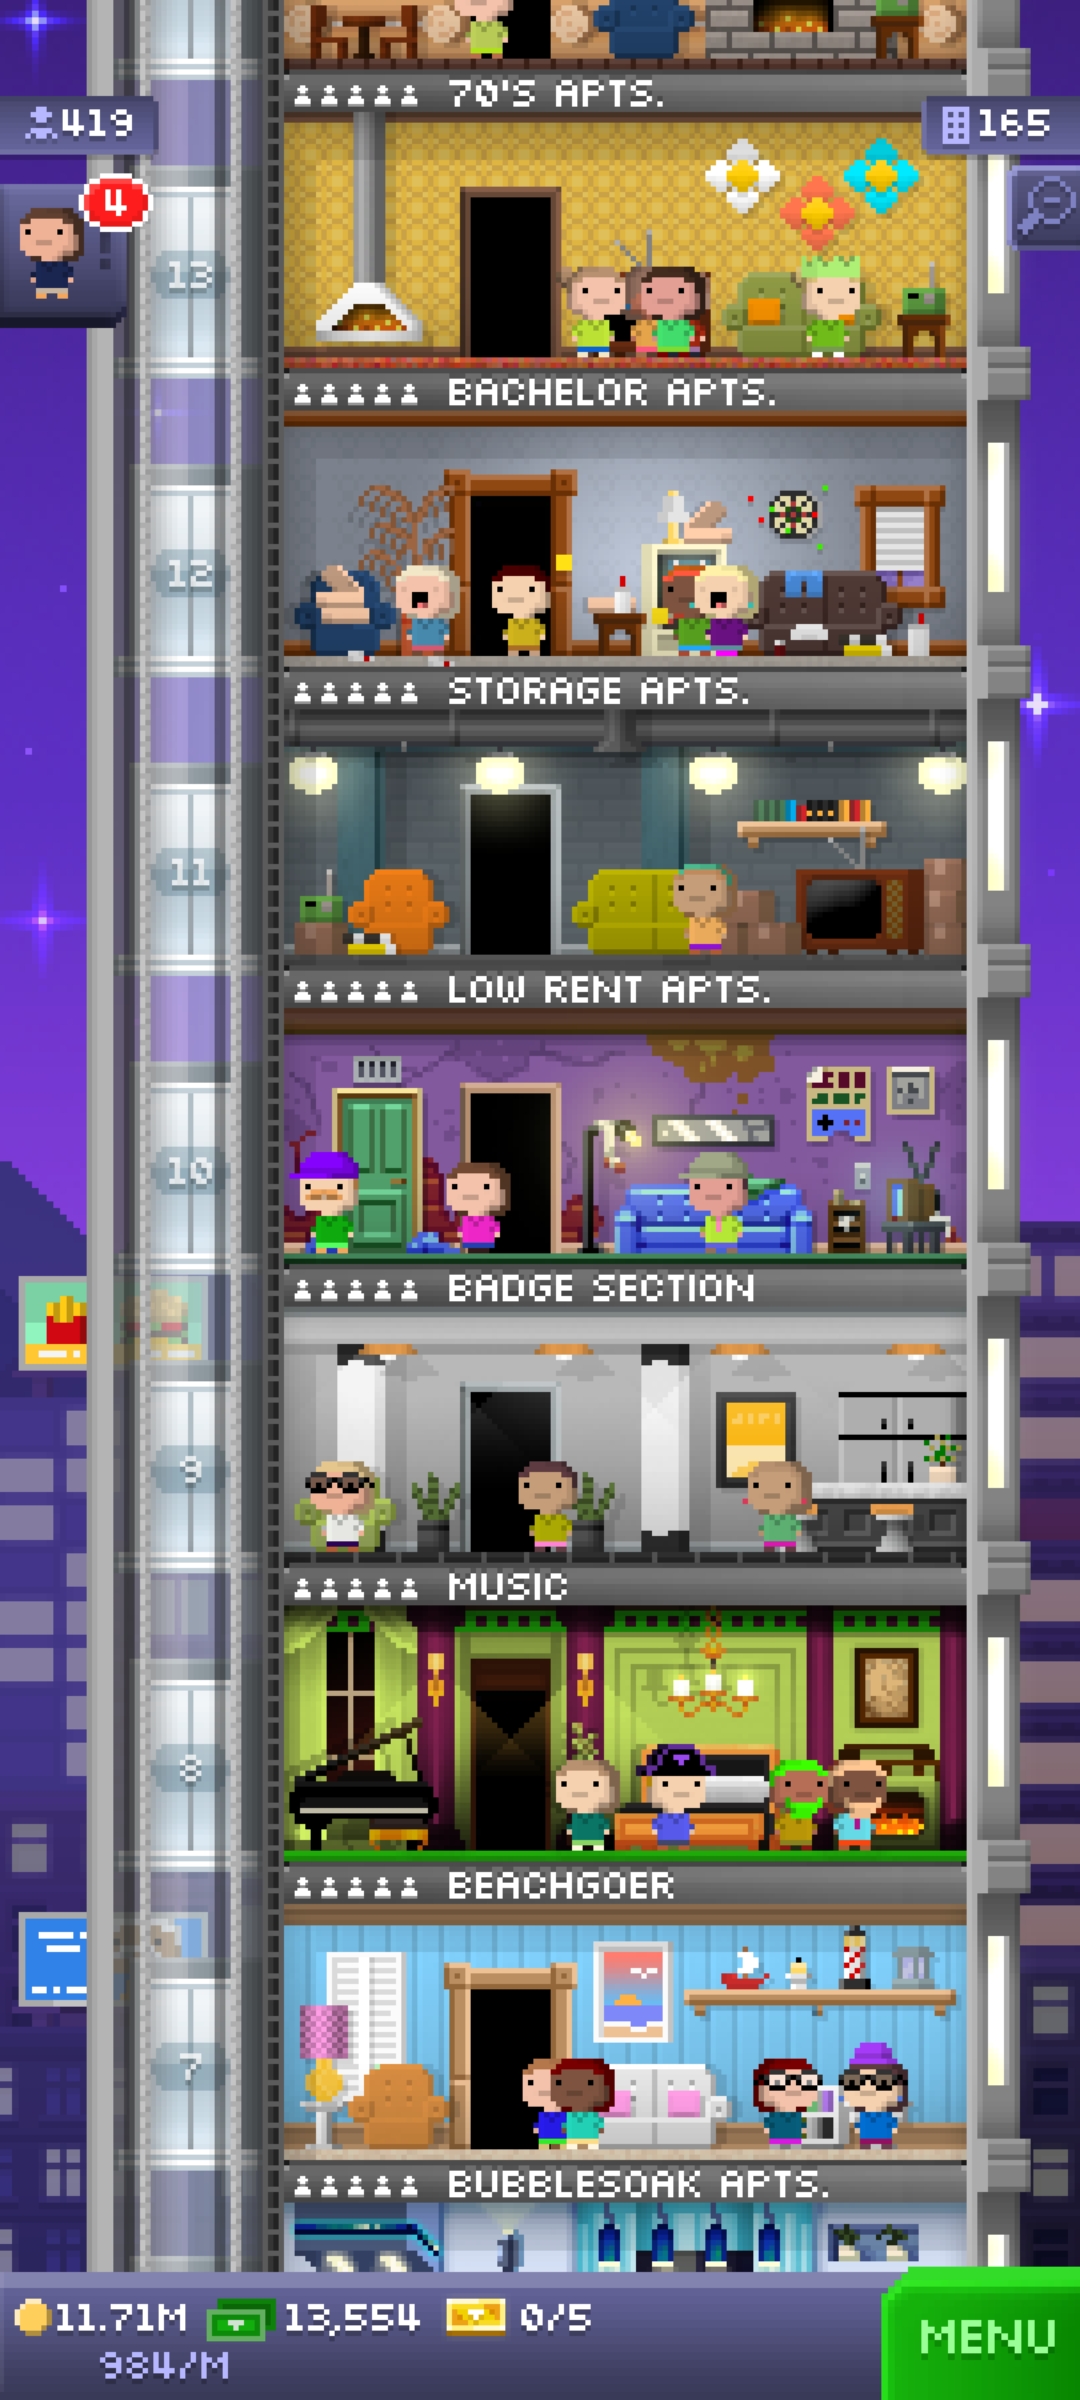 70'S APTS.
419
165
4
13
BACHELOR APTS.
12
STORAGE APTS.
11
LOW RENT APTS.
10
BADGE SECTION
9
MUSIC
8
BEACHGOER
7
BUBBLESOAK APTS.
11.71M 13,554 0/5
984/M
MENU